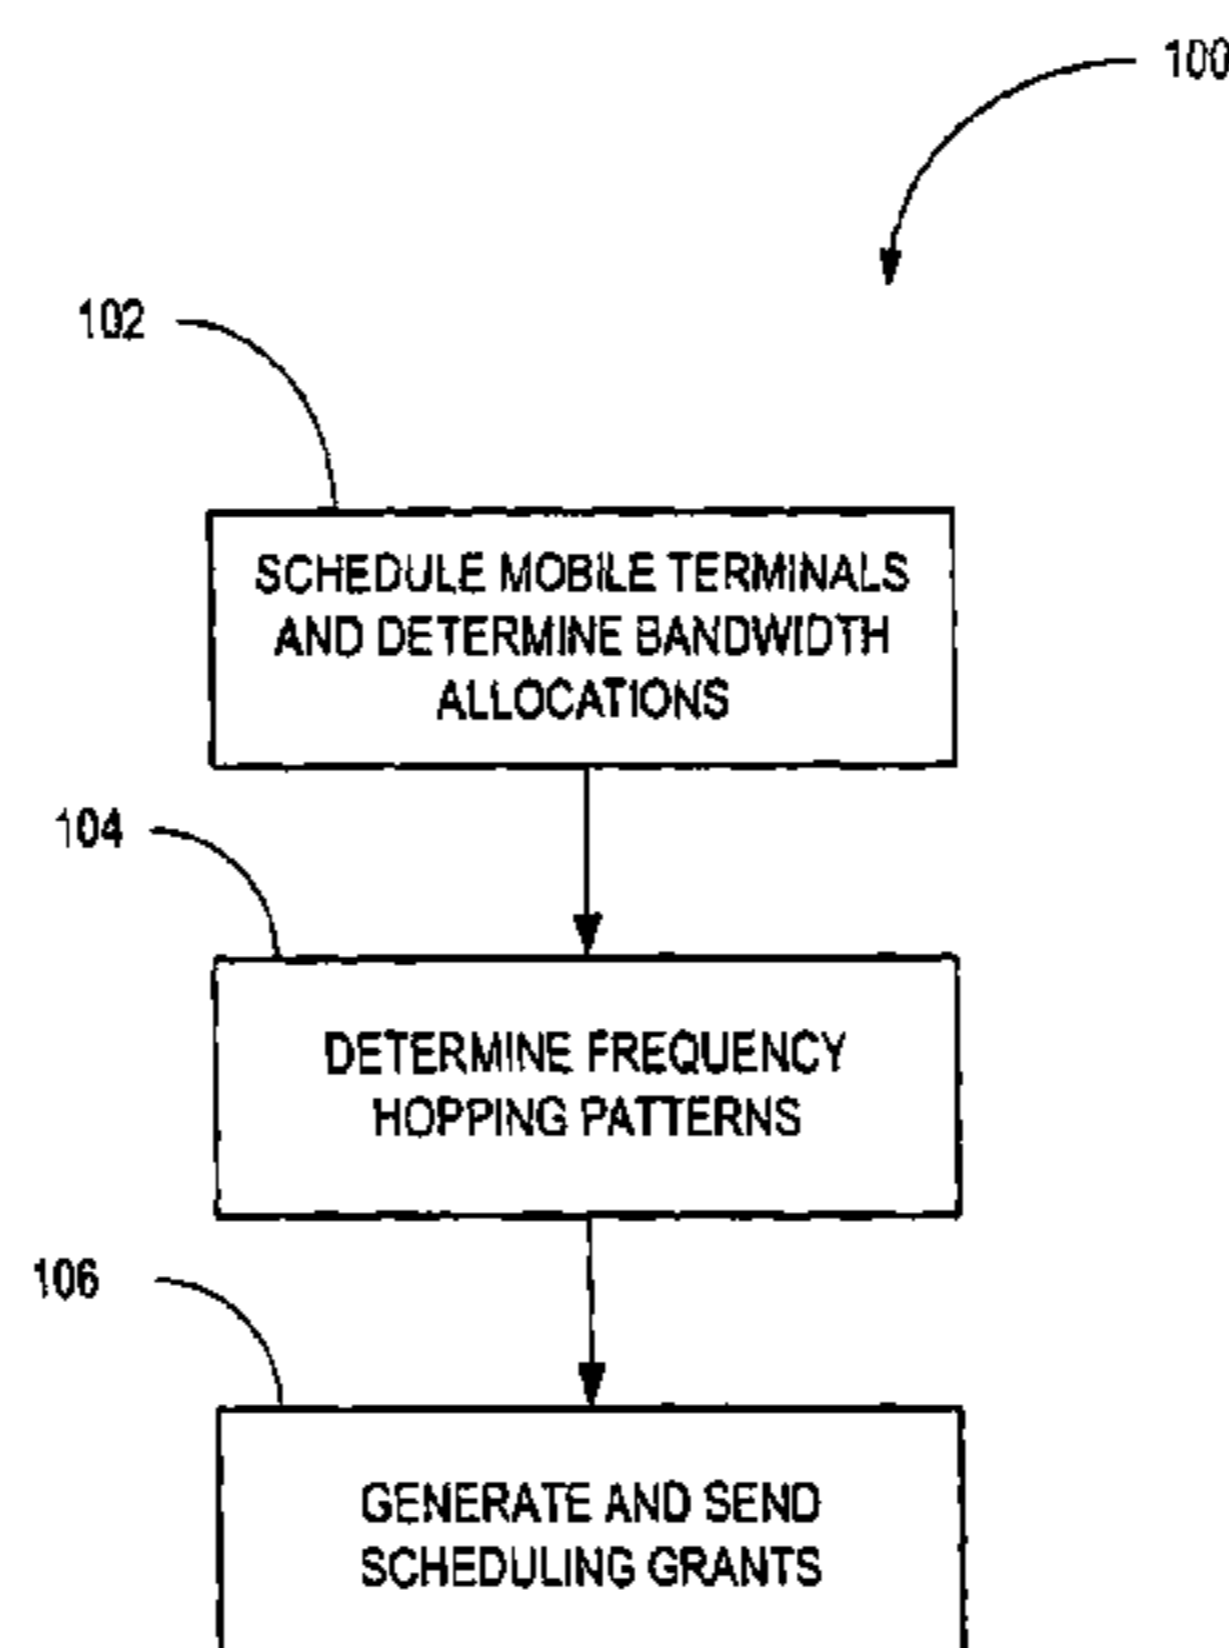 100
102
SCHEDULE MOBILE TERMINALS
AND DETERMINE BANDWIDTH
ALLOCATIONS
104
DETERMINE FREQUENCY
HOPPING PATTERNS
106
GENERATE AND SEND
SCHEDULING GRANTS